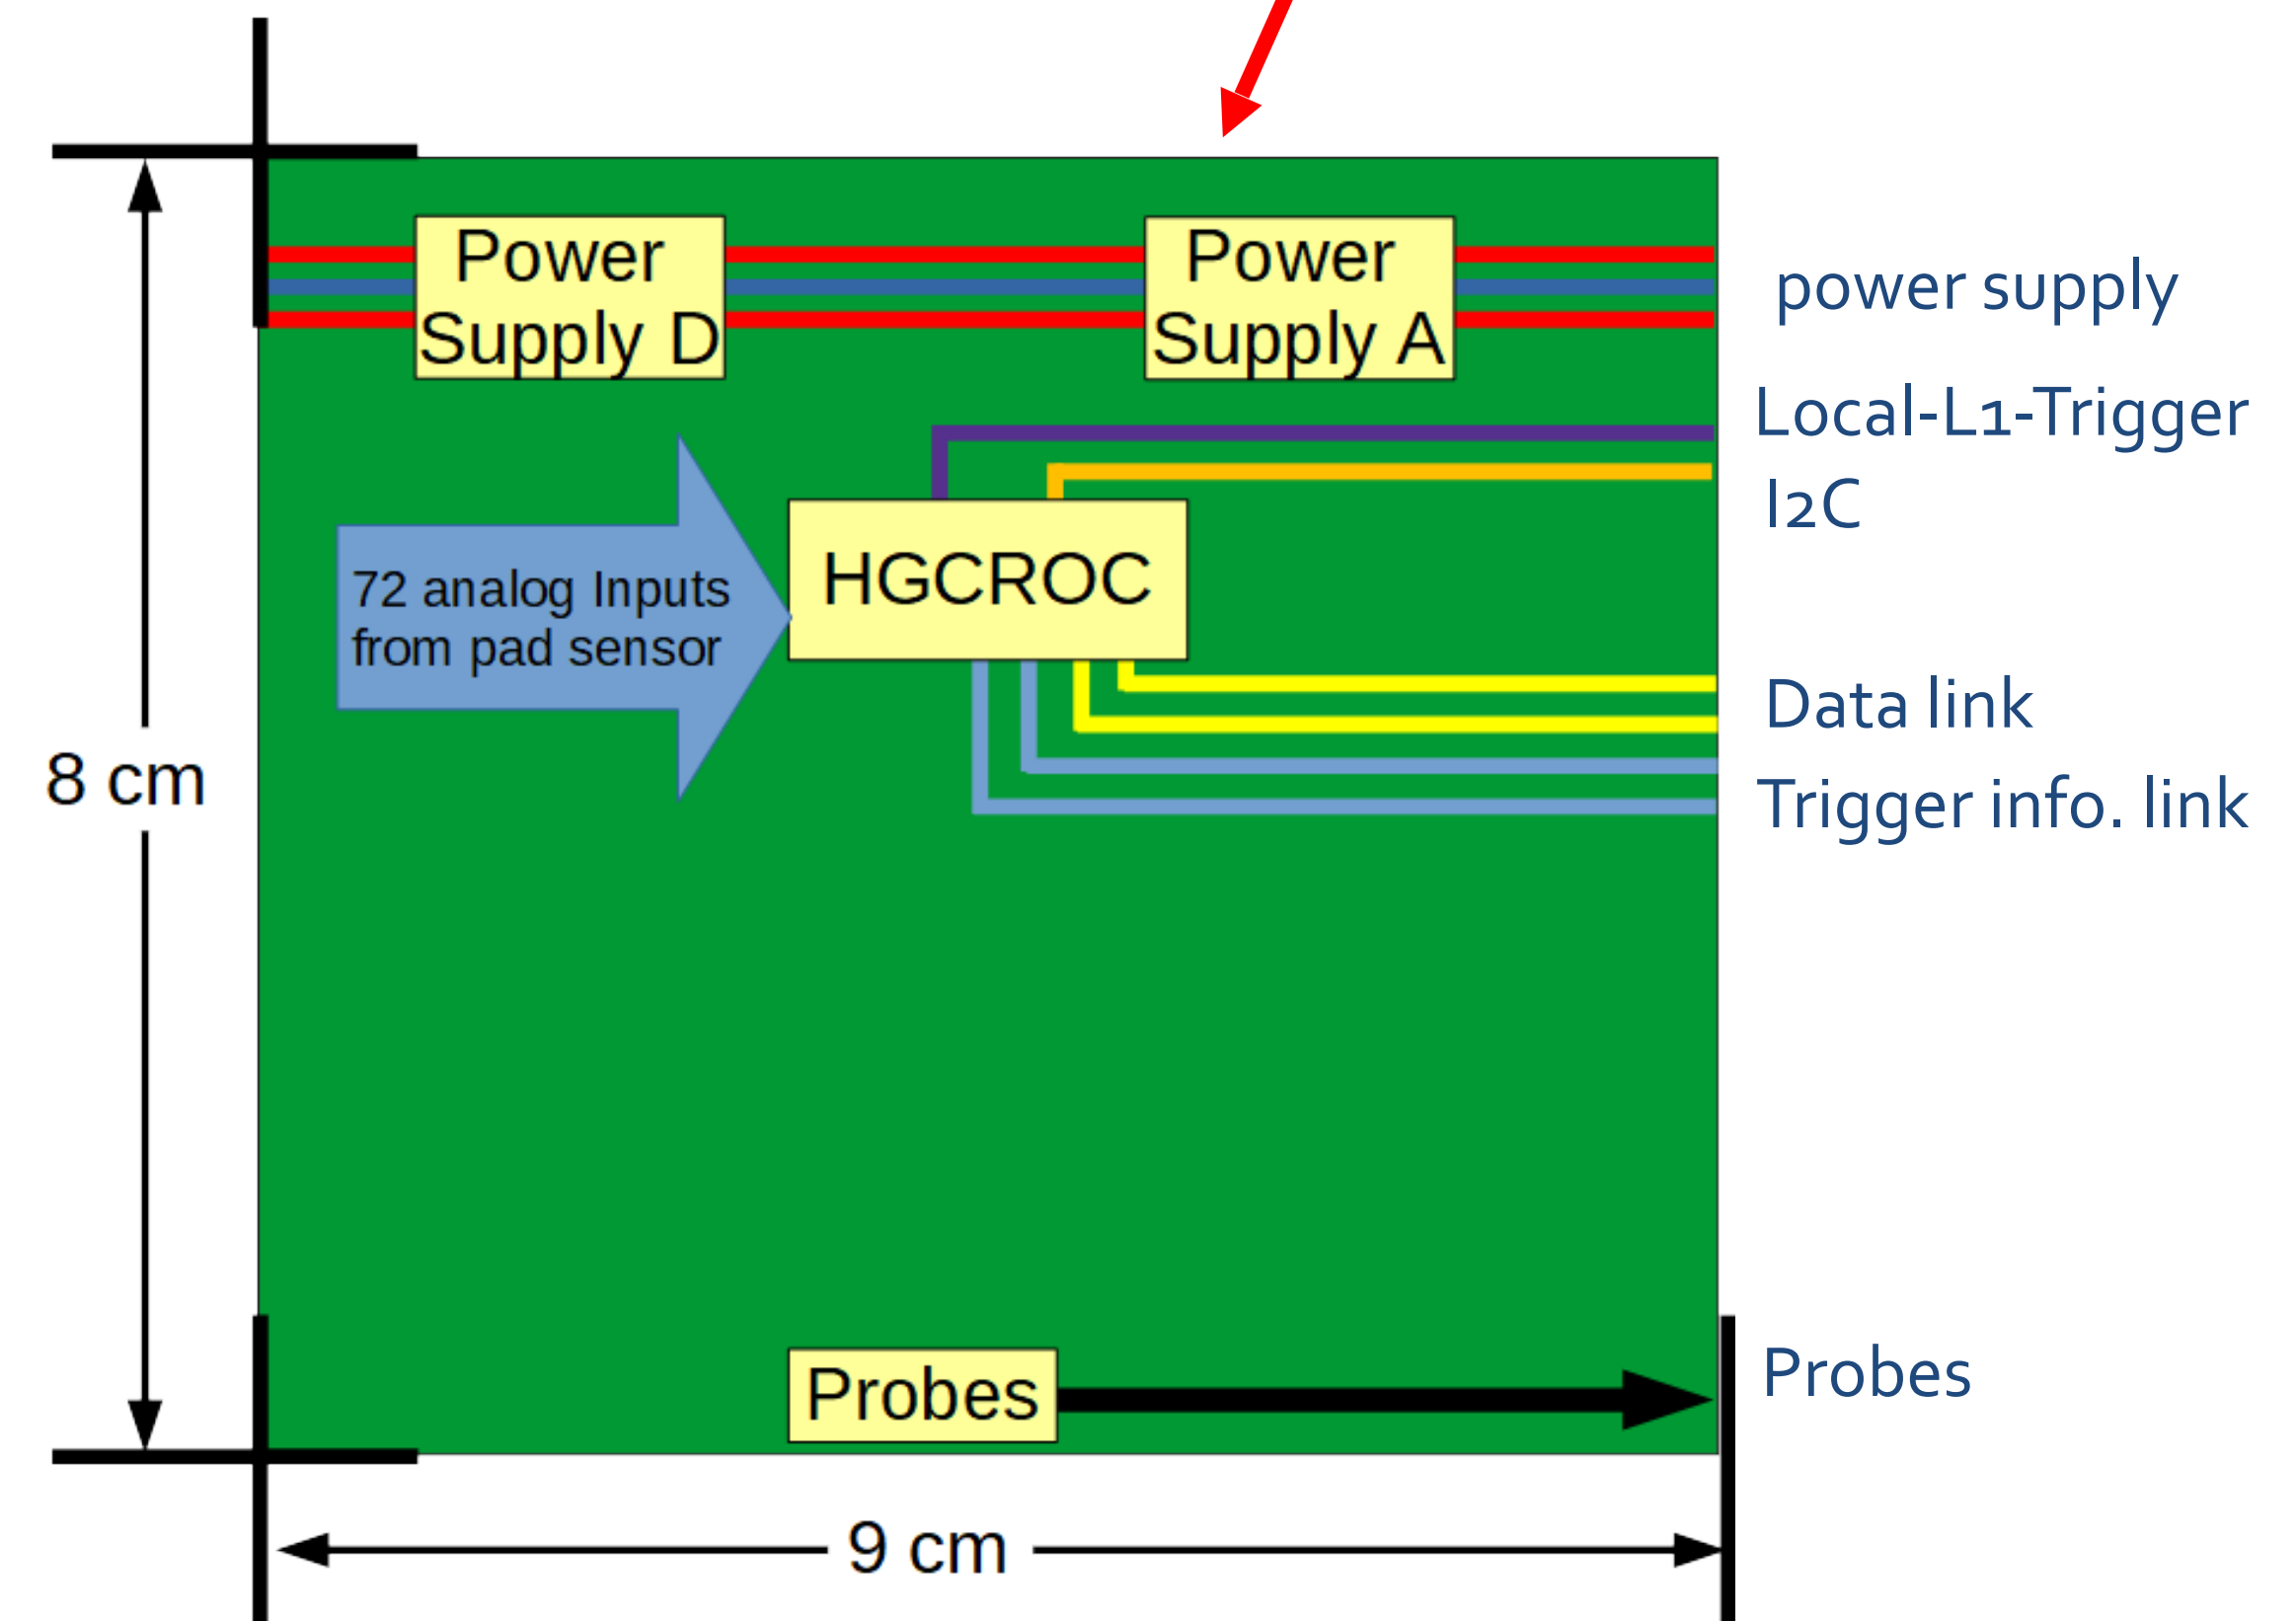 Power
Supply D
Power
Supply A
power supply
Local-L1-Trigger
I2C
72 analog Inputs
from pad sensor
HGCROC
Data link
Trigger info. link
8 cm
Probes
Probes
9 cm